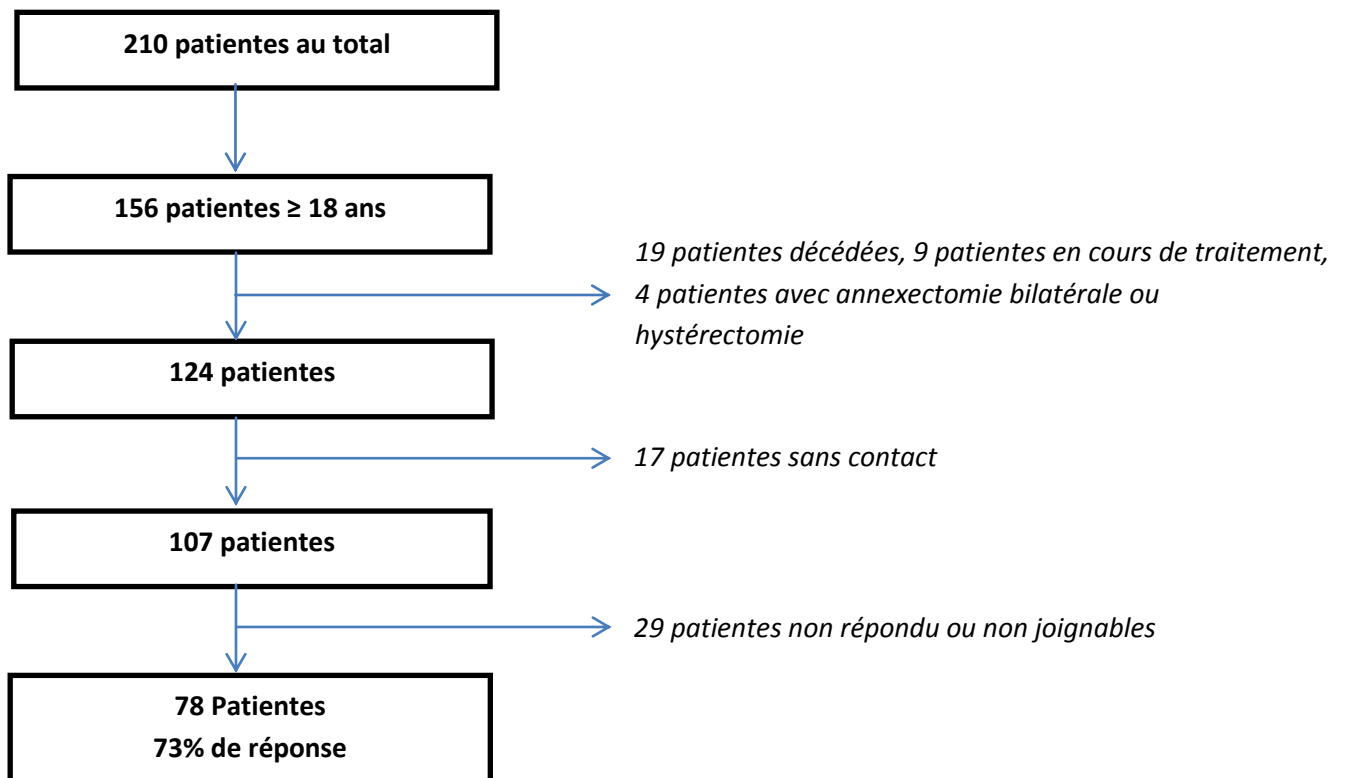 210 patientes au total
156 patientes ≥ 18 ans
19 patientes décédées, 9 patientes en cours de traitement,
4 patientes avec annexectomie bilatérale ou
hystérectomie
124 patientes
17 patientes sans contact
107 patientes
29 patientes non répondu ou non joignables
78 Patientes
73% de réponse